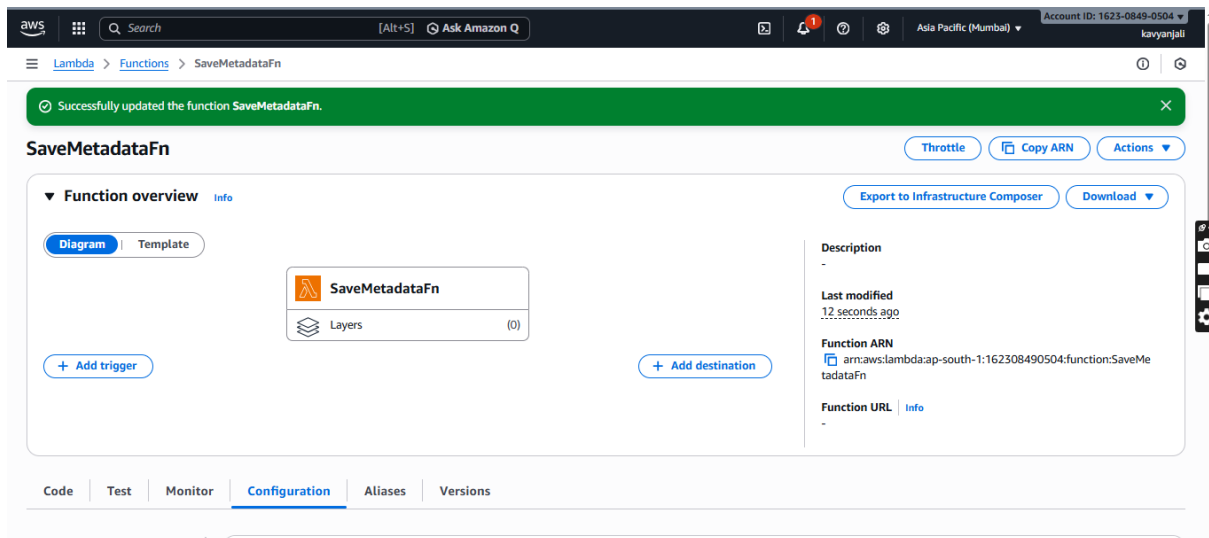 aws Search [Alt+S] Ask Amazon Q 1 Asia Pacific (Mumbai) ▼ Account ID: 1623-0849-0504 ▼
kavyanjali
Lambda > Functions > SaveMetadataFn
Successfully updated the function SaveMetadataFn.
SaveMetadataFn Throttle Copy ARN Actions ▼
▼ Function overview Info Export to Infrastructure Composer Download ▼
Diagram | Template
Description
-
SaveMetadataFn
Layers (0)
Last modified
12 seconds ago
Function ARN
arn:aws:lambda:ap-south-1:162308490504:function:SaveMe
tadataFn
+ Add trigger + Add destination
Function URL | Info
-
Code Test Monitor Configuration Aliases Versions